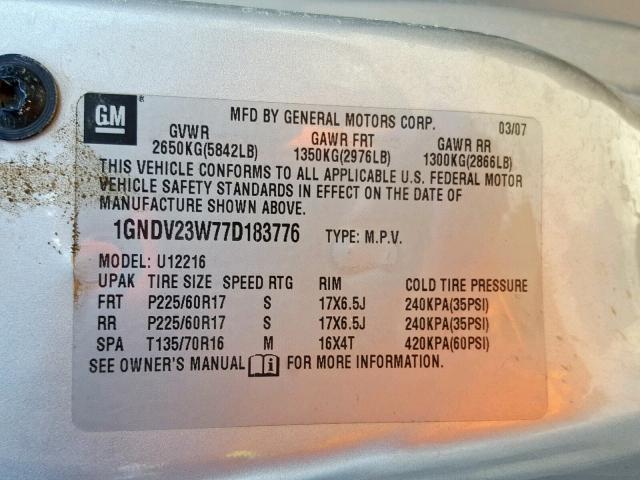 GM ® MFD BY GENERAL MOTORS CORP. 03/07
GVWR GAWR FRT GAWR RR
2650KG(5842LB) 1350KG(2976LB) 1300KG(2866LB)
THIS VEHICLE CONFORMS TO ALL APPLICABLE U.S. FEDERAL MOTOR
VEHICLE SAFETY STANDARDS IN EFFECT ON THE DATE OF
MANUFACTURE SHOWN ABOVE.
1GNDV23W77D183776 TYPE: M.P.V.
MODEL: U12216
UPAK TIRE SIZE SPEED RTG RIM COLD TIRE PRESSURE
FRT P225/60R17 S 17X6.5J 240KPA(35PSI)
RR P225/60R17 S 17X6.5J 240KPA(35PSI)
SPA T135/70R16 M 16X4T 420KPA(60PSI)
SEE OWNER'S MANUAL FOR MORE INFORMATION.